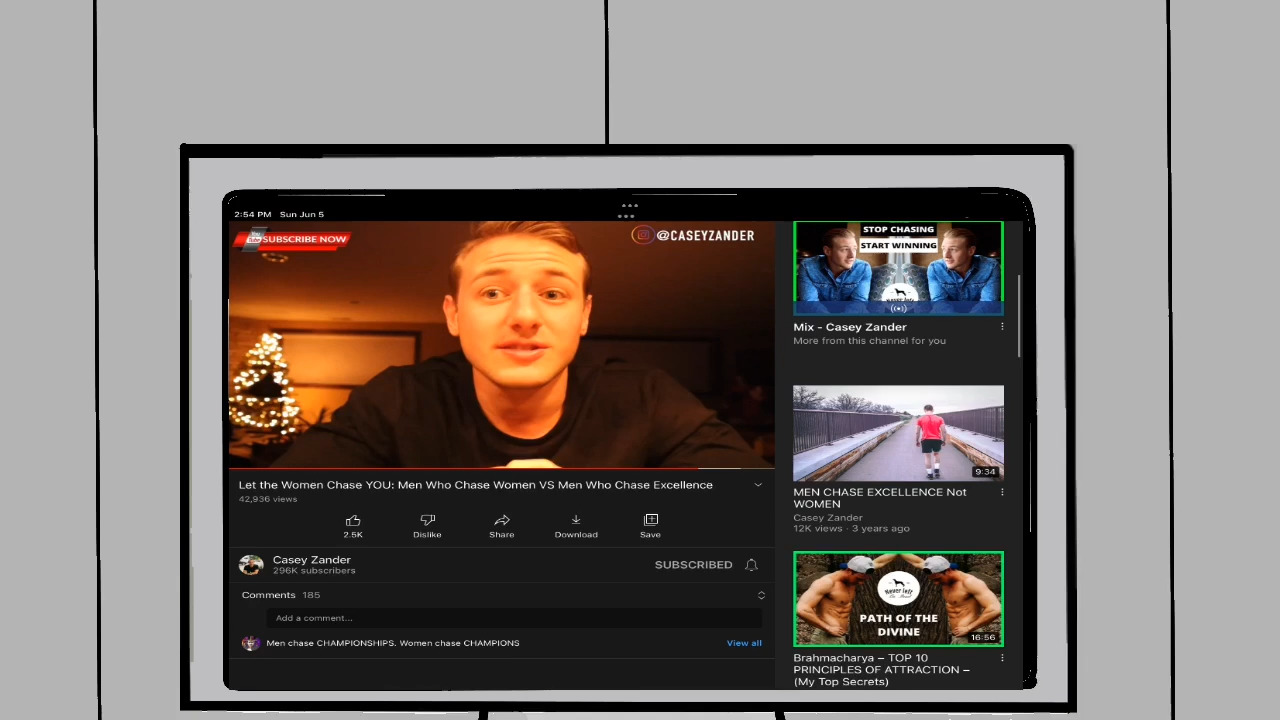 2:54 PM Sun Jun 5
SUBSCRIBE NOW
@CASEYZANDER
Let the Women Chase YOU: Men Who Chase Women VS Men Who Chase Excellence
42,936 views
2.5K
Dislike
Share
Download
Save
Casey Zander
296K subscribers
SUBSCRIBED
Comments 185
Add a comment...
Men chase CHAMPIONSHIPS. Women chase CHAMPIONS
View all
STOP CHASING
START WINNING
Mix - Casey Zander
More from this channel for you
9:34
MEN CHASE EXCELLENCE Not
WOMEN
Casey Zander
12K views · 3 years ago
Never left
PATH OF THE
DIVINE
16:56
Brahmacharya – TOP 10
PRINCIPLES OF ATTRACTION –
(My Top Secrets)